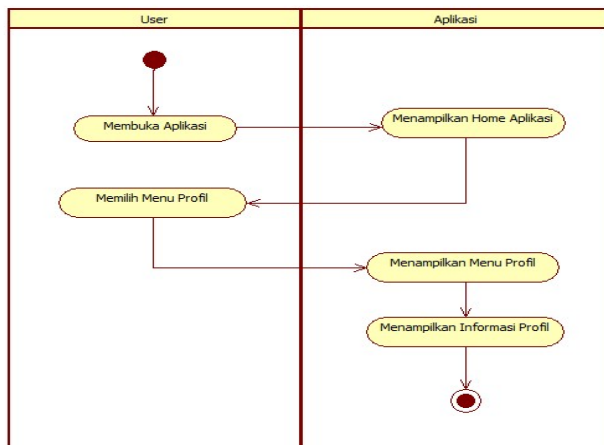 User
Aplikasi
Membuka Aplikasi
Menampilkan Home Aplikasi
Memilih Menu Profil
Menampilkan Menu Profil
Menampilkan Informasi Profil